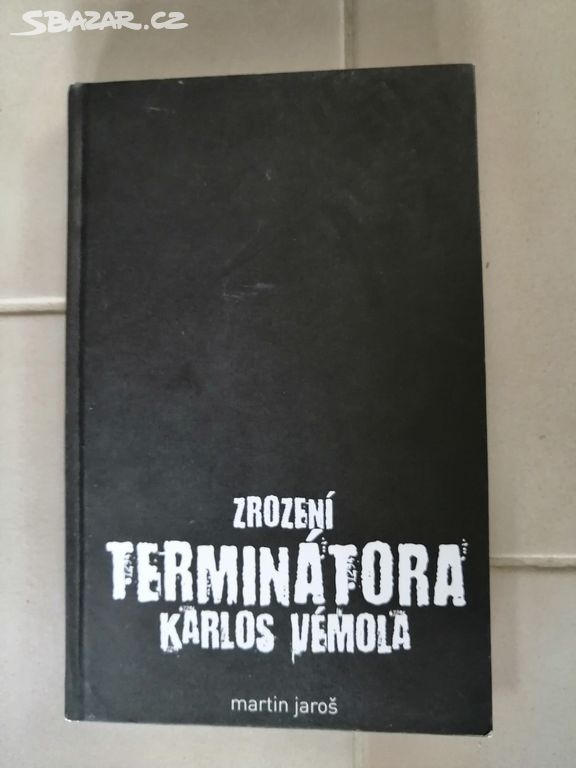 SBAZAR.CZ
ZROZENÍ
TERMINÁTORA
KARLOS VÉMOLA
martin jaroš